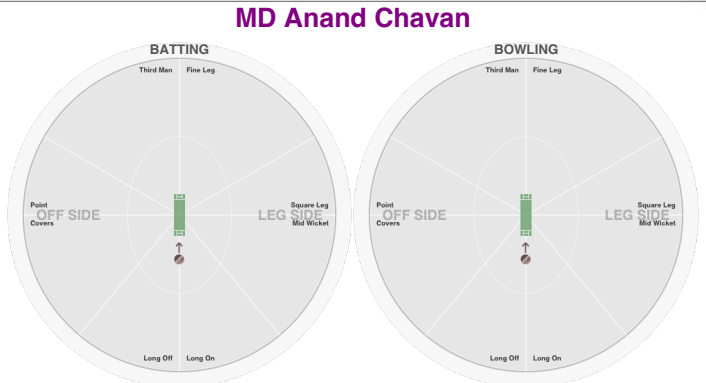 MD Anand Chavan
BATTING
Third Man Fine Leg
Point
OFF SIDE
Covers
Square Leg
LEG SIDE
Mid Wicket
Long Off Long On
BOWLING
Third Man Fine Leg
Point
OFF SIDE
Covers
Square Leg
LEG SIDE
Mid Wicket
Long Off Long On